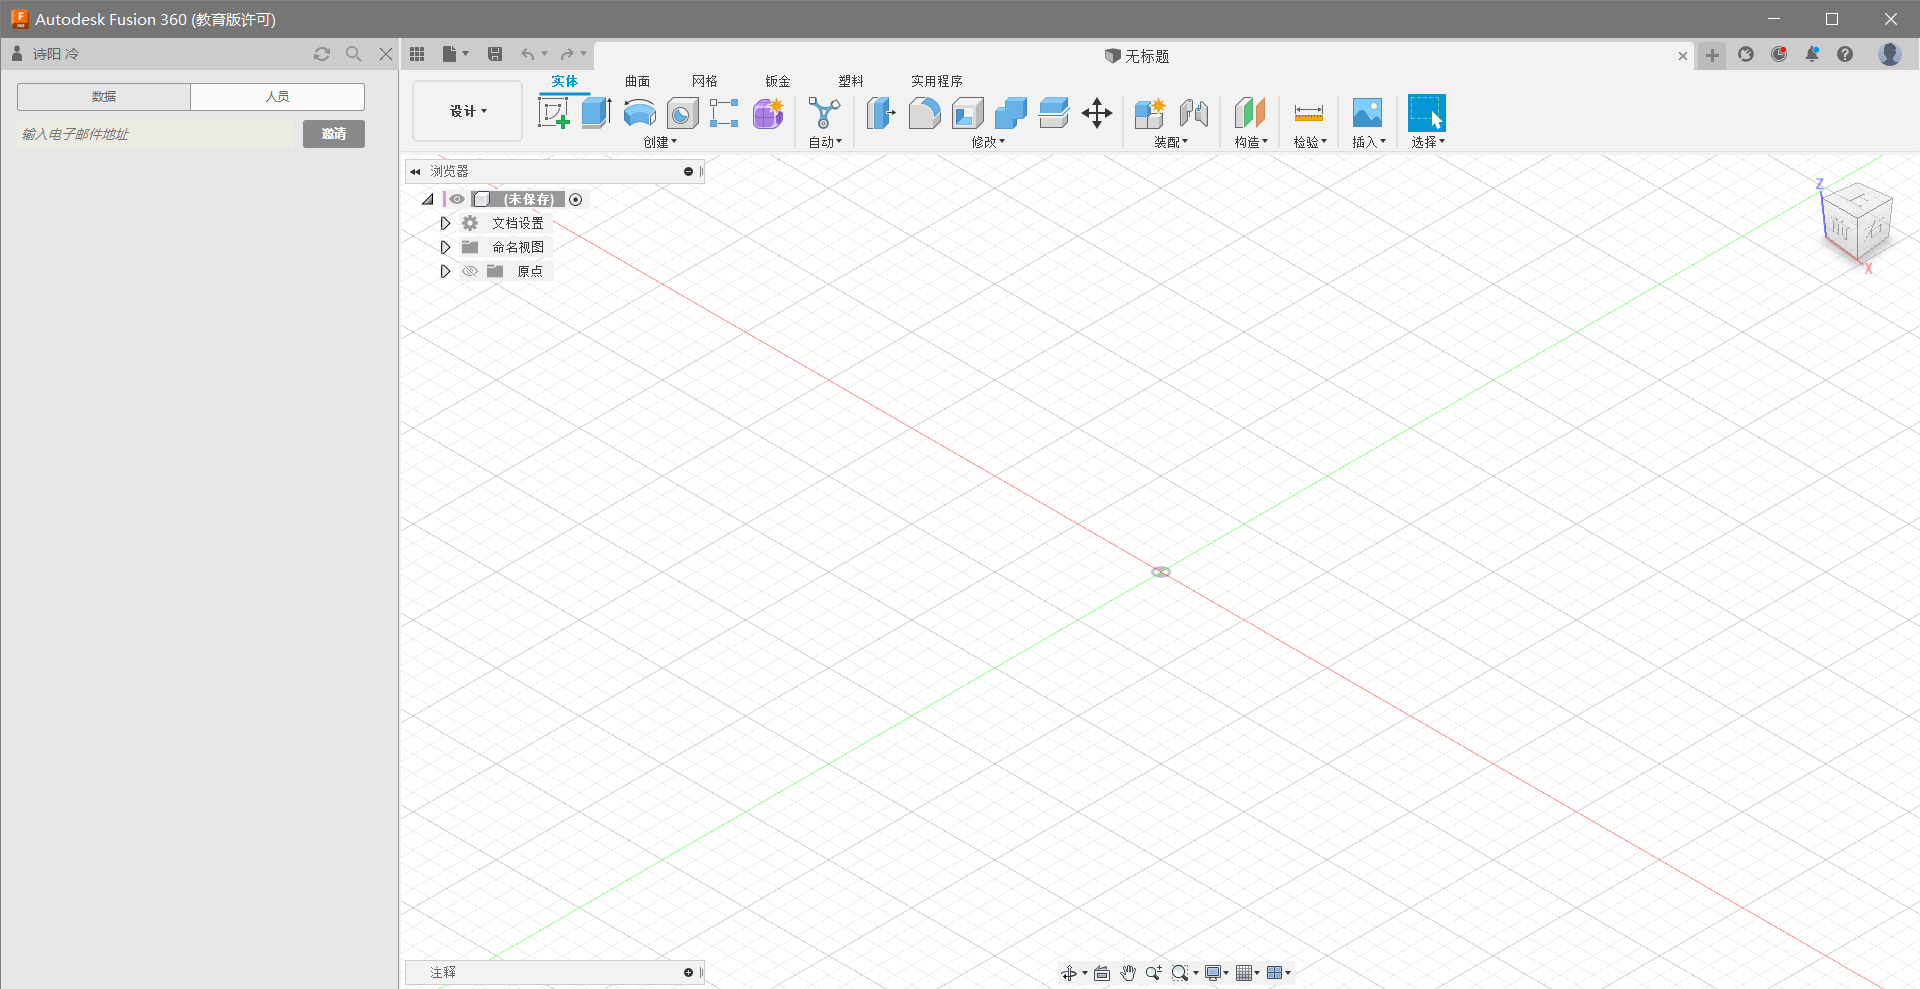 Autodesk Fusion 360 (教育版许可)
诗阳 冷
无标题
数据
人员
输入电子邮件地址
邀请
设计
实体
曲面
网格
钣金
塑料
实用程序
创建
自动
修改
装配
构造
检验
插入
选择
浏览器
(未保存)
文档设置
命名视图
原点
Z
上
前
右
X
注释